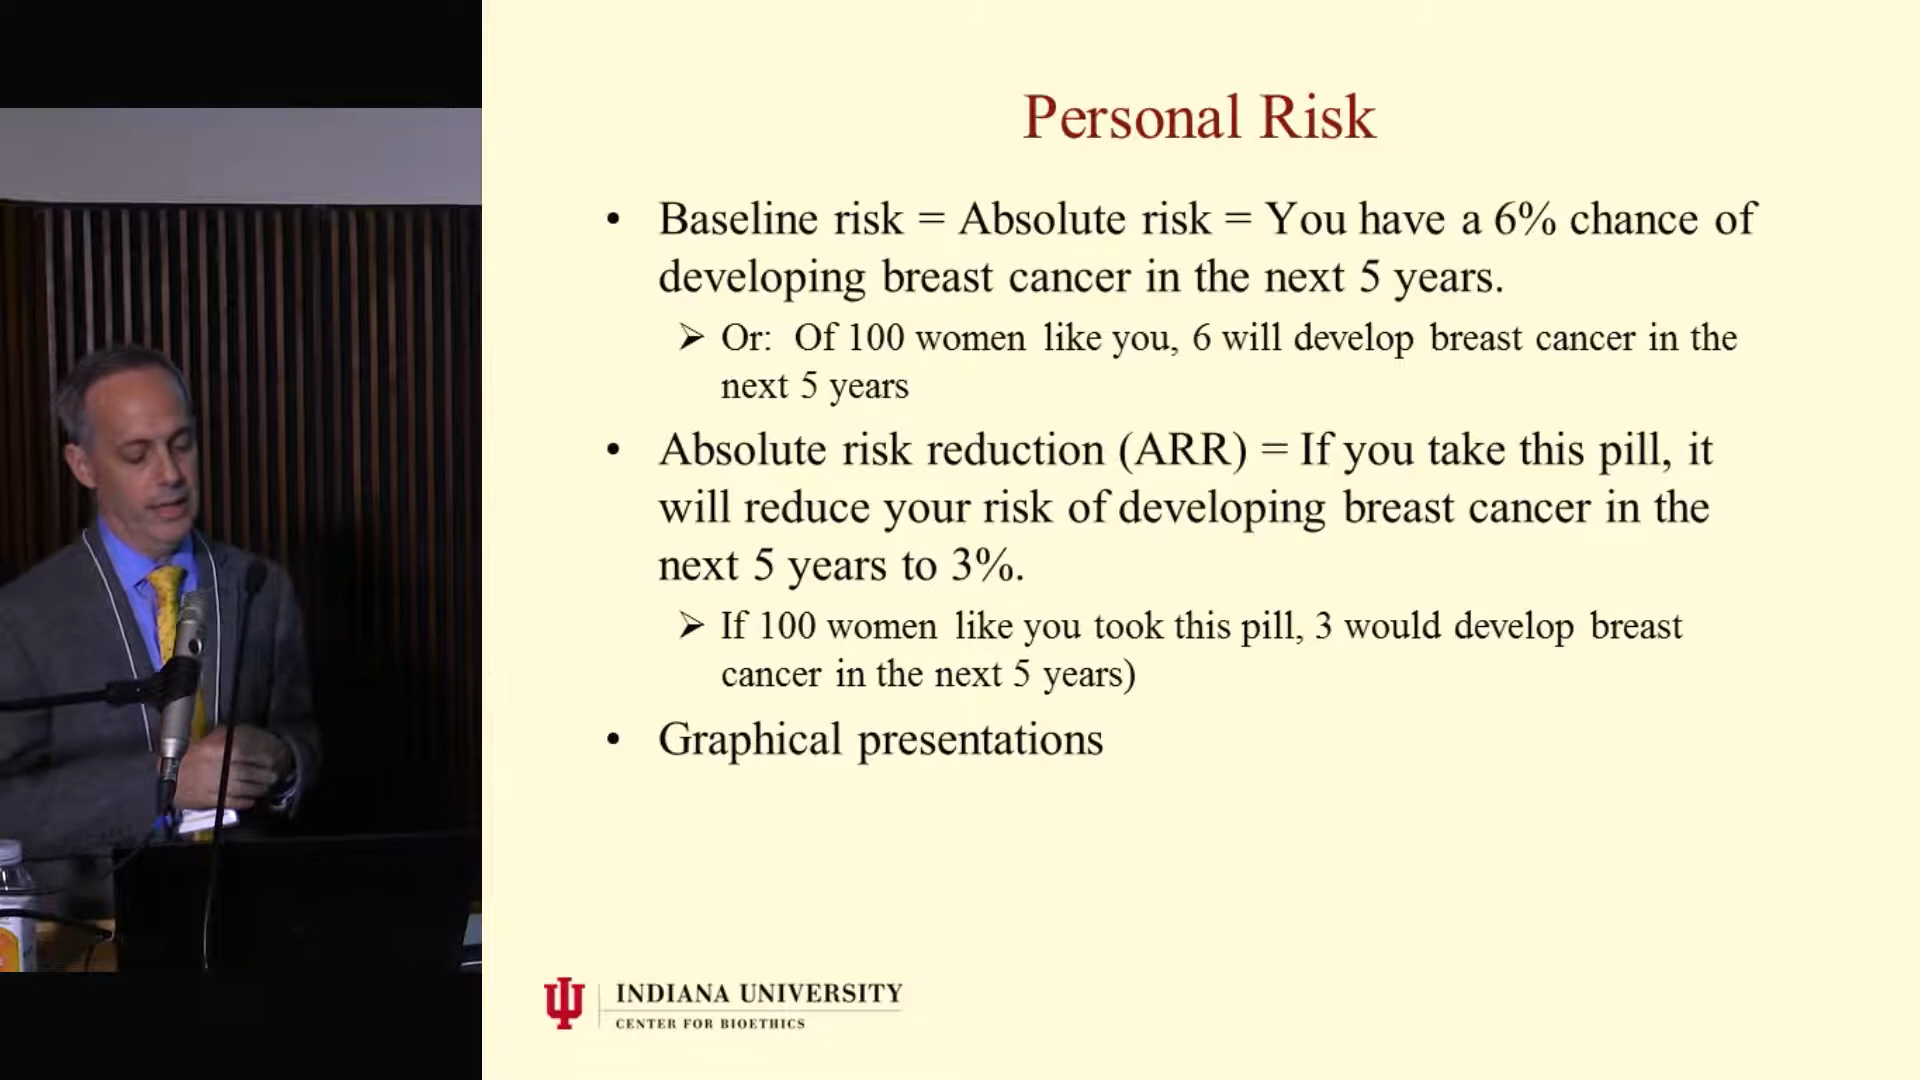 Personal Risk
• Baseline risk = Absolute risk = You have a 6% chance of
developing breast cancer in the next 5 years.
➢ Or: Of 100 women like you, 6 will develop breast cancer in the
next 5 years
• Absolute risk reduction (ARR) = If you take this pill, it
will reduce your risk of developing breast cancer in the
next 5 years to 3%.
➢ If 100 women like you took this pill, 3 would develop breast
cancer in the next 5 years)
• Graphical presentations
INDIANA UNIVERSITY
CENTER FOR BIOETHICS